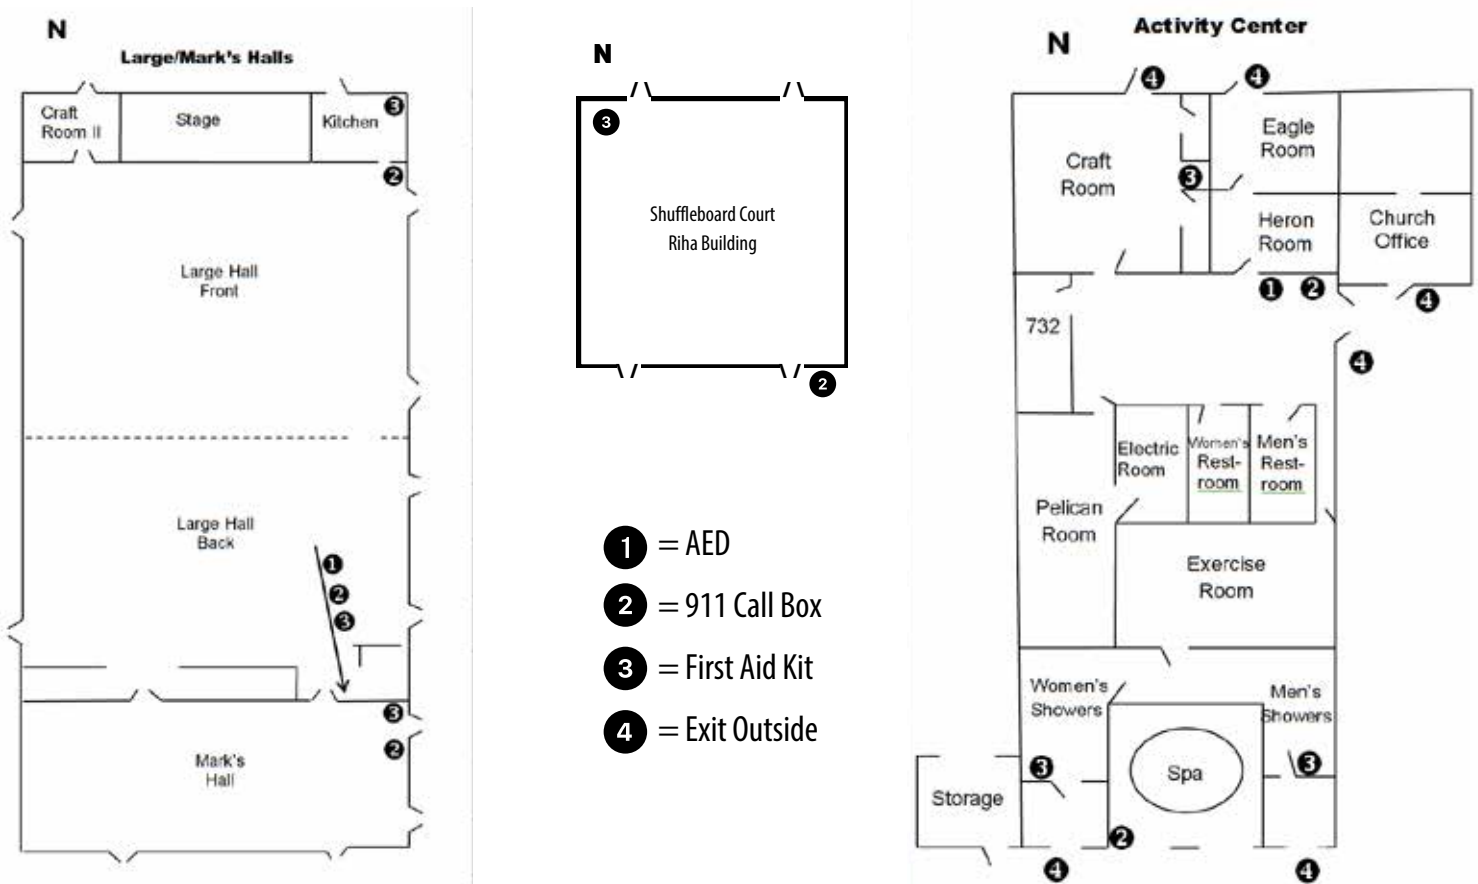 N
Large/Mark's Halls
Craft
Room II
Stage
Kitchen
3
2
Large Hall
Front
Large Hall
Back
1
2
3
3
2
Mark's
Hall
N
3
Shuffleboard Court
Riha Building
2
1 = AED
2 = 911 Call Box
3 = First Aid Kit
4 = Exit Outside
Activity Center
N
4
4
Eagle
Room
Craft
Room
3
Heron
Room
Church
Office
1
2
4
732
4
Electric
Room
Women's
Rest-
room
Men's
Rest-
room
Pelican
Room
Exercise
Room
Women's
Showers
Men's
Showers
3
3
Spa
Storage
2
4
4